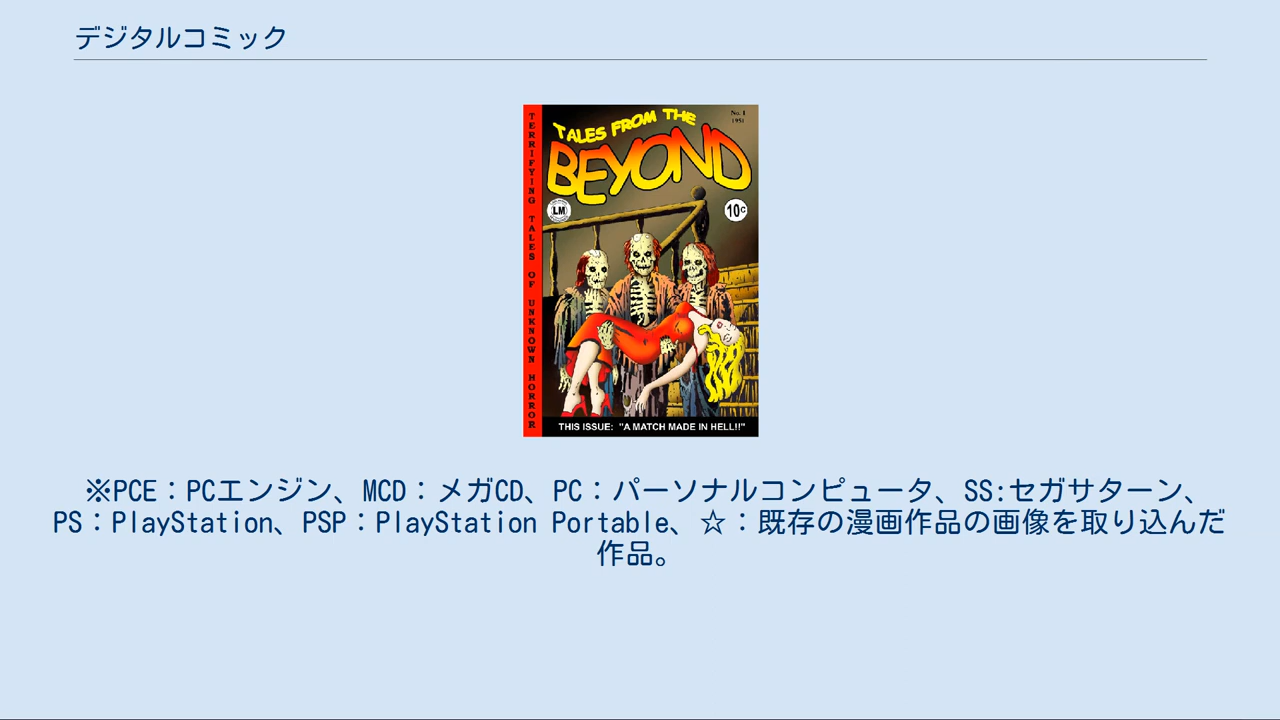 デジタルコミック
TERRIFYING TALES OF UNKNOWN HORROR
TALES FROM THE
BEYOND
No. 1
1951
LM
10¢
THIS ISSUE: "A MATCH MADE IN HELL!!"
※PCE：PCエンジン、MCD：メガCD、PC：パーソナルコンピュータ、SS:セガサターン、
PS：PlayStation、PSP：PlayStation Portable、☆：既存の漫画作品の画像を取り込んだ
作品。